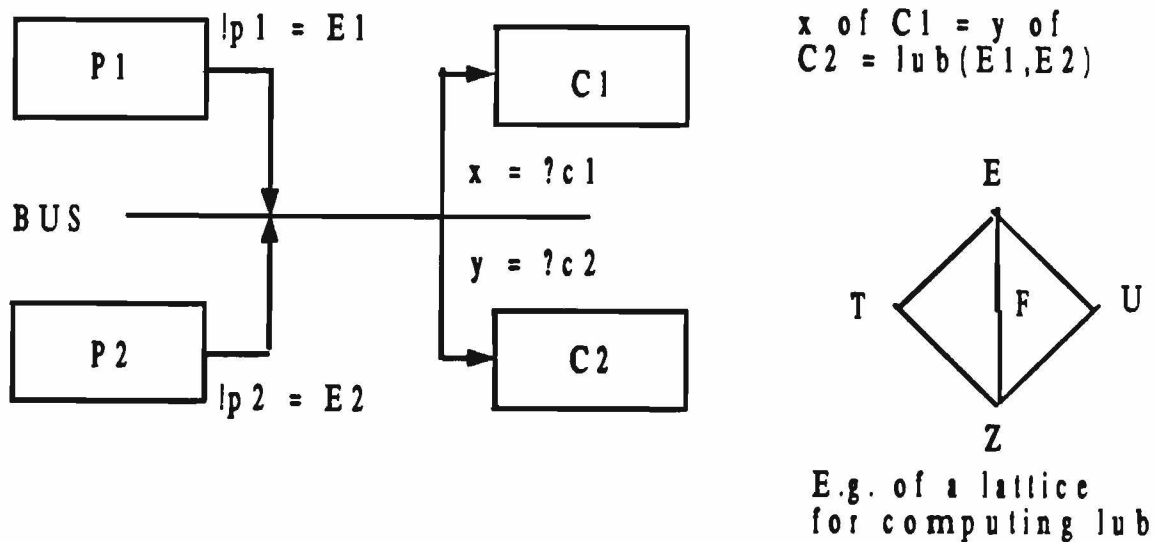 !p1 = E1
P1
C1
x = ?c1
BUS
y = ?c2
P2
C2
!p2 = E2
x of C1 = y of
C2 = lub(E1,E2)
E
T
F
U
Z
E.g. of a lattice
for computing lub